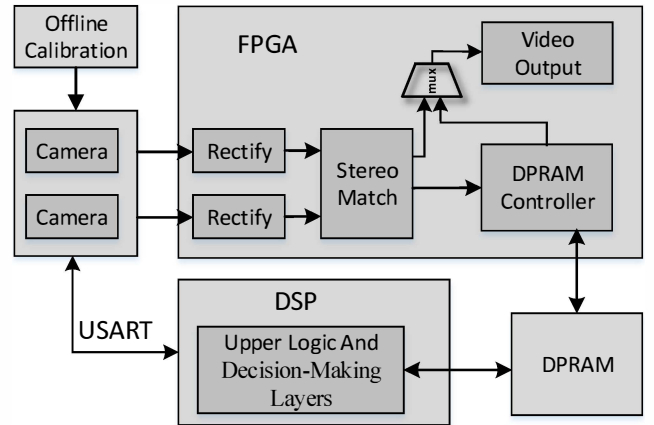 Offline
Calibration
FPGA
Video
Output
mux
Camera
Rectify
Stereo
Match
DPRAM
Controller
Camera
Rectify
USART
DSP
Upper Logic And
Decision-Making
Layers
DPRAM